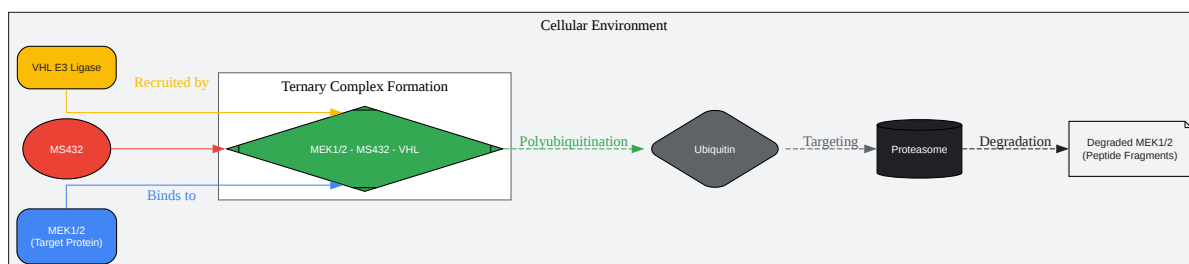 Cellular Environment
VHL E3 Ligase
Recruited by
Ternary Complex Formation
MS432
MEK1/2 - MS432 - VHL
Polyubiquitination
Ubiquitin
Targeting
Proteasome
Degradation
Degraded MEK1/2
(Peptide Fragments)
Binds to
MEK1/2
(Target Protein)